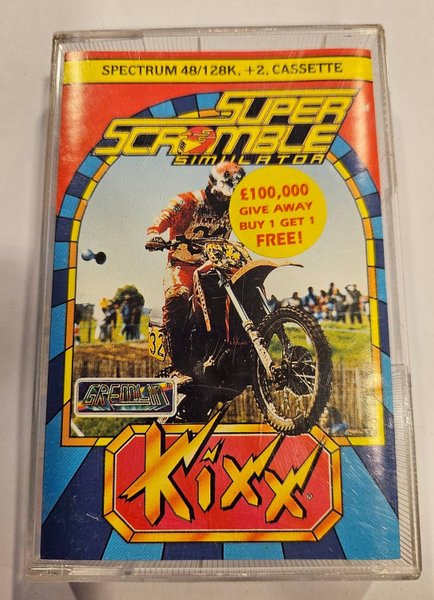 SPECTRUM 48/128K, +2, CASSETTE
SUPER
SCRAMBLE
SIMULATOR
£100,000
GIVE AWAY
BUY 1 GET 1
FREE!
32
GREMLIN
Kixx